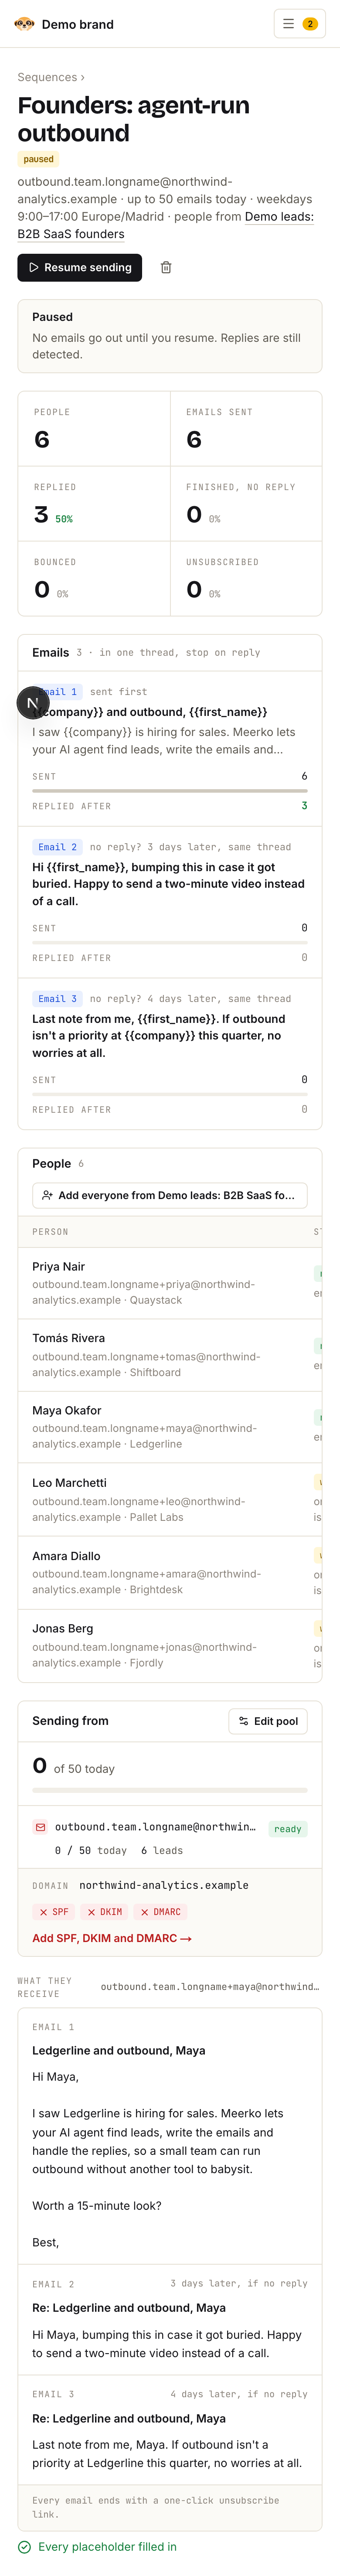 Demo brand
2
Sequences ›
Founders: agent-run
outbound
paused
outbound.team.longname@northwind-
analytics.example · up to 50 emails today · weekdays
9:00–17:00 Europe/Madrid · people from Demo leads:
B2B SaaS founders
Resume sending
Paused
No emails go out until you resume. Replies are still
detected.
PEOPLE
6
EMAILS SENT
6
REPLIED
3 50%
FINISHED, NO REPLY
0 0%
BOUNCED
0 0%
UNSUBSCRIBED
0 0%
Emails 3 · in one thread, stop on reply
N
1 sent first
and outbound, {{first_name}}
I saw {{company}} is hiring for sales. Meerko lets
your AI agent find leads, write the emails and…
SENT 6
REPLIED AFTER 3
Email 2 no reply? 3 days later, same thread
Hi {{first_name}}, bumping this in case it got
buried. Happy to send a two-minute video instead
of a call.
SENT 0
REPLIED AFTER 0
Email 3 no reply? 4 days later, same thread
Last note from me, {{first_name}}. If outbound
isn't a priority at {{company}} this quarter, no
worries at all.
SENT 0
REPLIED AFTER 0
People 6
Add everyone from Demo leads: B2B SaaS fo…
PERSON
Priya Nair
outbound.team.longname+priya@northwind-
analytics.example · Quaystack
Tomás Rivera
outbound.team.longname+tomas@northwind-
analytics.example · Shiftboard
Maya Okafor
outbound.team.longname+maya@northwind-
analytics.example · Ledgerline
Leo Marchetti
outbound.team.longname+leo@northwind-
analytics.example · Pallet Labs
Amara Diallo
outbound.team.longname+amara@northwind-
analytics.example · Brightdesk
Jonas Berg
outbound.team.longname+jonas@northwind-
analytics.example · Fjordly
Sending from
Edit pool
0 of 50 today
outbound.team.longname@northwin… ready
0 / 50 today 6 leads
DOMAIN northwind-analytics.example
SPF DKIM DMARC
Add SPF, DKIM and DMARC →
WHAT THEY
RECEIVE
outbound.team.longname+maya@northwind…
EMAIL 1
Ledgerline and outbound, Maya
Hi Maya,
I saw Ledgerline is hiring for sales. Meerko lets
your AI agent find leads, write the emails and
handle the replies, so a small team can run
outbound without another tool to babysit.
Worth a 15-minute look?
Best,
EMAIL 2 3 days later, if no reply
Re: Ledgerline and outbound, Maya
Hi Maya, bumping this in case it got buried. Happy
to send a two-minute video instead of a call.
EMAIL 3 4 days later, if no reply
Re: Ledgerline and outbound, Maya
Last note from me, Maya. If outbound isn't a
priority at Ledgerline this quarter, no worries at all.
Every email ends with a one-click unsubscribe
link.
Every placeholder filled in